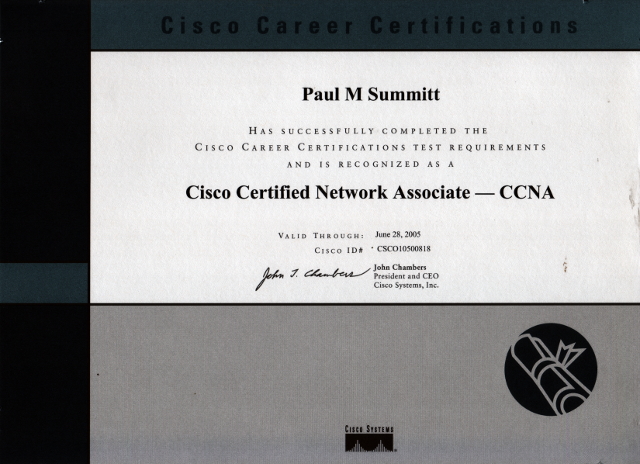 Cisco Career Certifications
Paul M Summitt
HAS SUCCESSFULLY COMPLETED THE
CISCO CAREER CERTIFICATIONS TEST REQUIREMENTS
AND IS RECOGNIZED AS A
Cisco Certified Network Associate — CCNA
VALID THROUGH: June 28, 2005
CISCO ID# CSCO10500818
John T. Chambers
John Chambers
President and CEO
Cisco Systems, Inc.
CISCO SYSTEMS